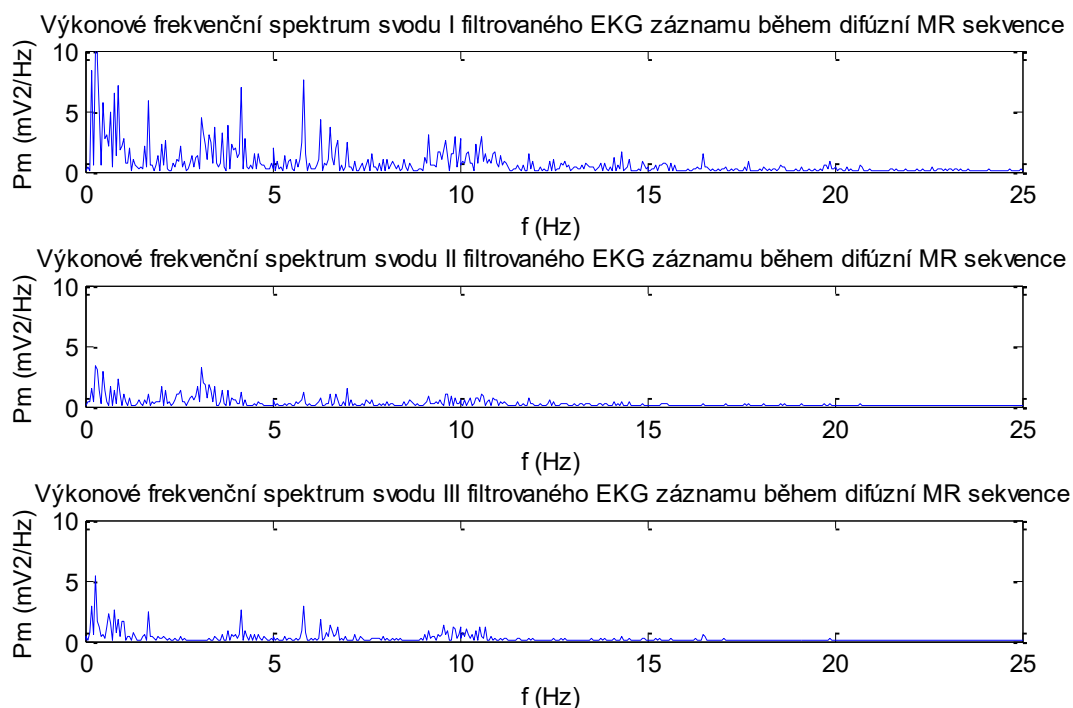 Výkonové frekvenční spektrum svodu I filtrovaného EKG záznamu během difúzní MR sekvence
10
5
0
Pm (mV2/Hz)
0 5 10 15 20 25
f (Hz)
Výkonové frekvenční spektrum svodu II filtrovaného EKG záznamu během difúzní MR sekvence
10
5
0
Pm (mV2/Hz)
0 5 10 15 20 25
f (Hz)
Výkonové frekvenční spektrum svodu III filtrovaného EKG záznamu během difúzní MR sekvence
10
5
0
Pm (mV2/Hz)
0 5 10 15 20 25
f (Hz)